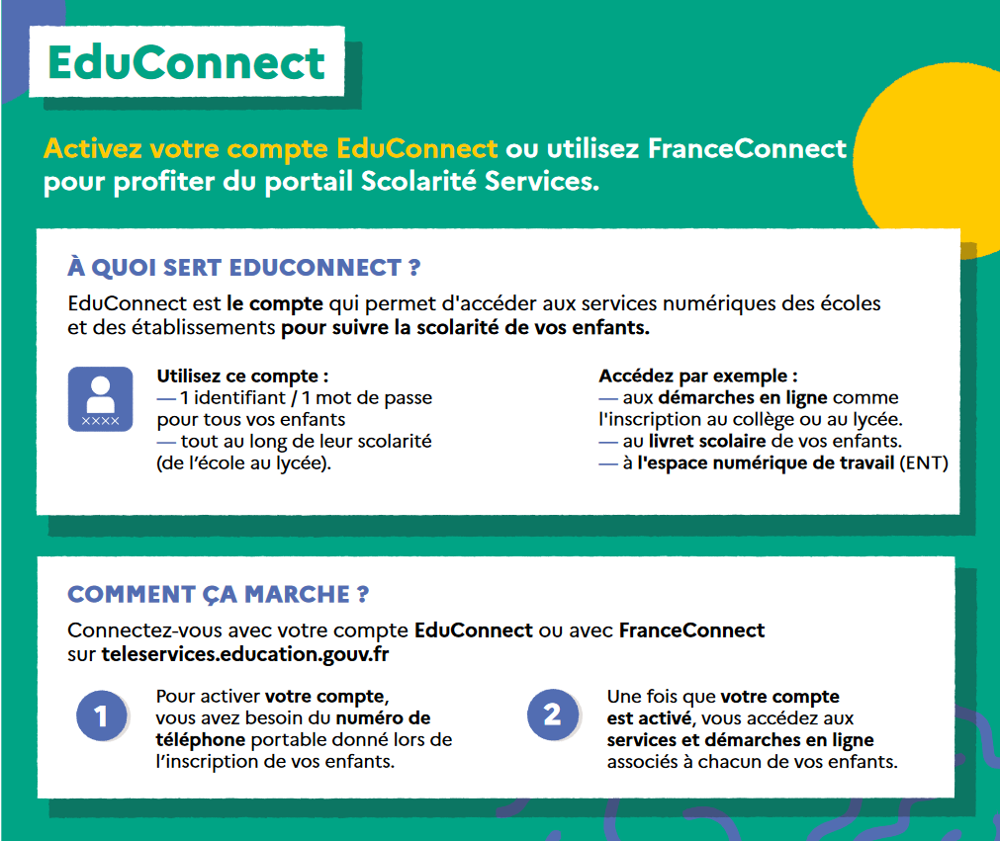 EduConnect
Activez votre compte EduConnect ou utilisez FranceConnect
pour profiter du portail Scolarité Services.
À QUOI SERT EDUCONNECT ?
EduConnect est le compte qui permet d'accéder aux services numériques des écoles
et des établissements pour suivre la scolarité de vos enfants.
XXXX
Utilisez ce compte :
— 1 identifiant / 1 mot de passe
pour tous vos enfants
— tout au long de leur scolarité
(de l’école au lycée).
Accédez par exemple :
— aux démarches en ligne comme
l'inscription au collège ou au lycée.
— au livret scolaire de vos enfants.
— à l'espace numérique de travail (ENT)
COMMENT ÇA MARCHE ?
Connectez-vous avec votre compte EduConnect ou avec FranceConnect
sur teleservices.education.gouv.fr
1
Pour activer votre compte,
vous avez besoin du numéro de
téléphone portable donné lors de
l’inscription de vos enfants.
2
Une fois que votre compte
est activé, vous accédez aux
services et démarches en ligne
associés à chacun de vos enfants.